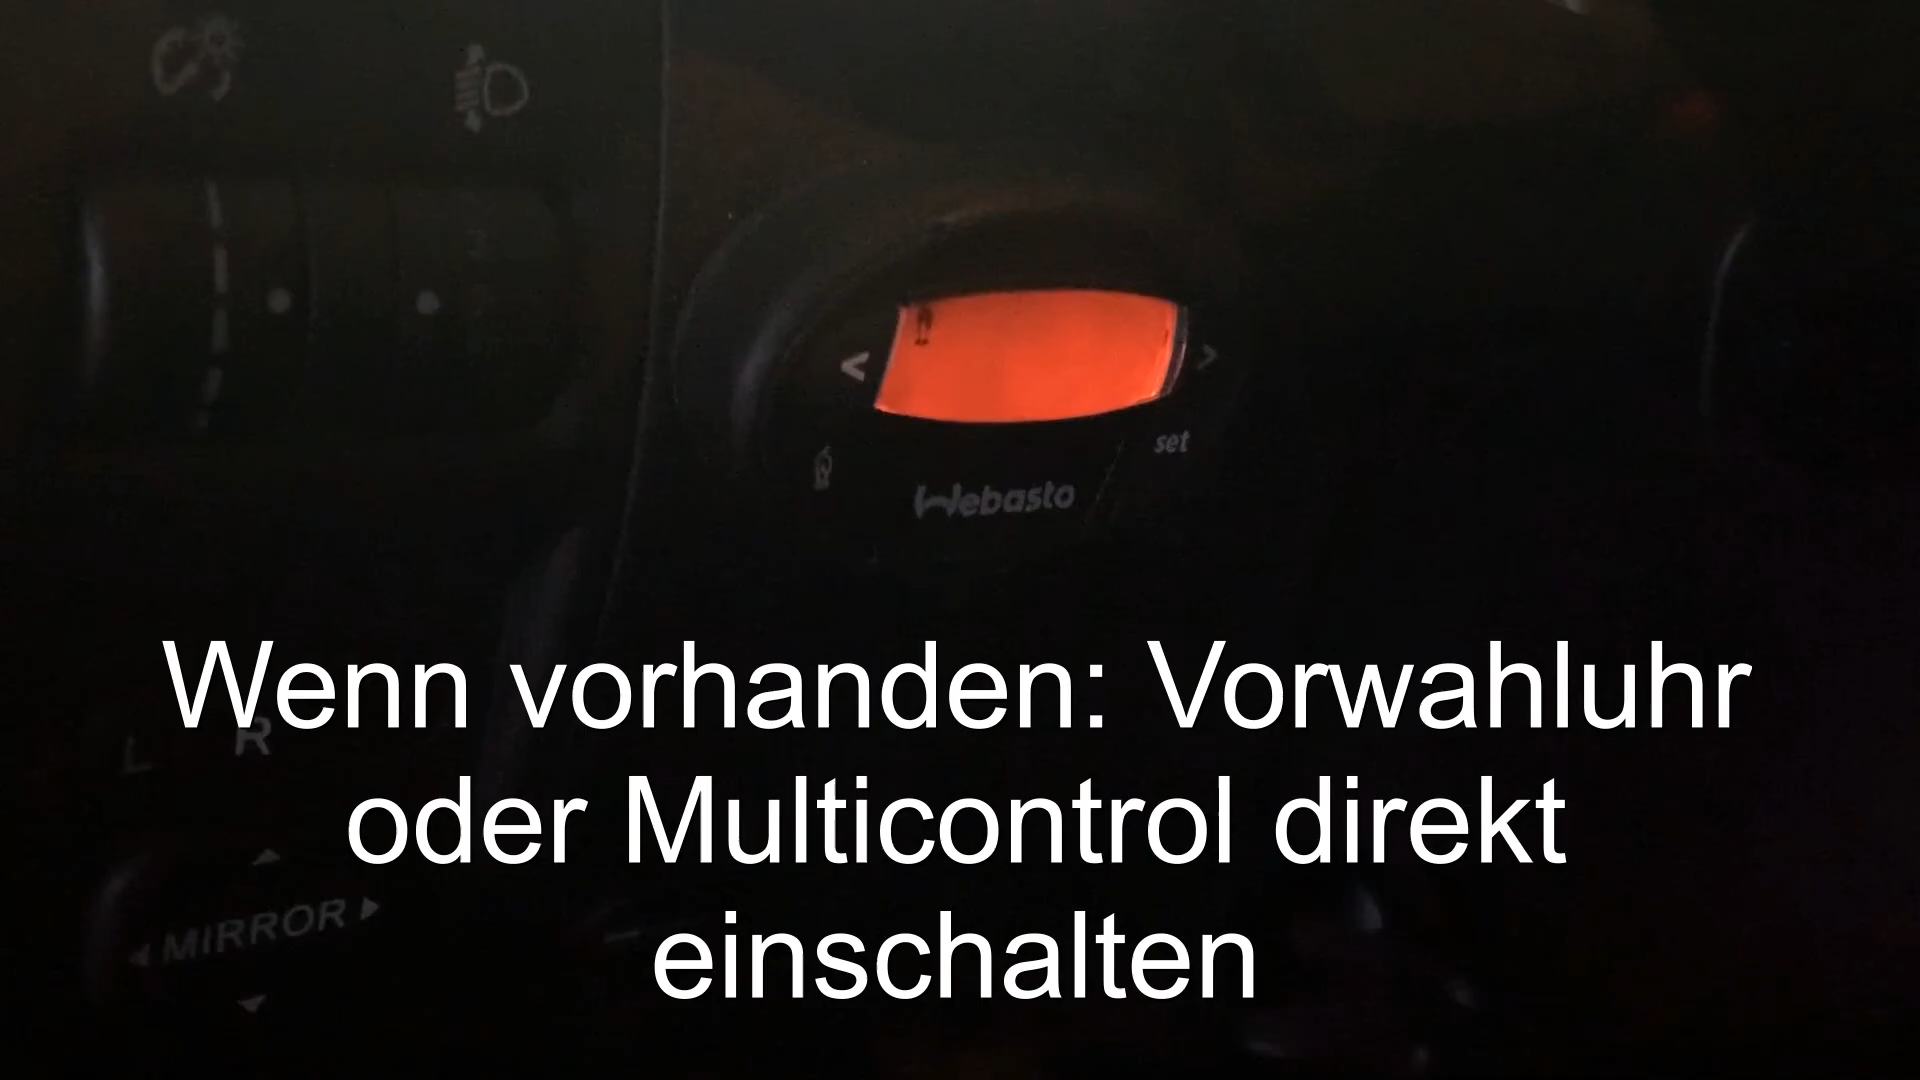 <
>
set
Webasto
Wenn vorhanden: Vorwahluhr
L R
oder Multicontrol direkt
MIRROR
einschalten